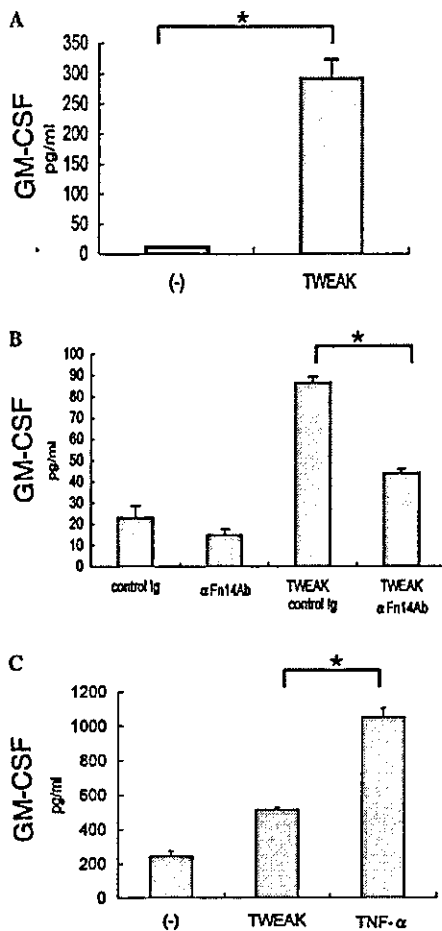 A
*
GM-CSF
pg/ml
350
300
250
200
150
100
50
0
(-) TWEAK
B
*
GM-CSF
pg/ml
100
90
80
70
60
50
40
30
20
10
0
control Ig αFn14Ab TWEAK TWEAK
control Ig αFn14Ab
C
*
GM-CSF
pg/ml
1200
1000
800
600
400
200
0
(-) TWEAK TNF-α